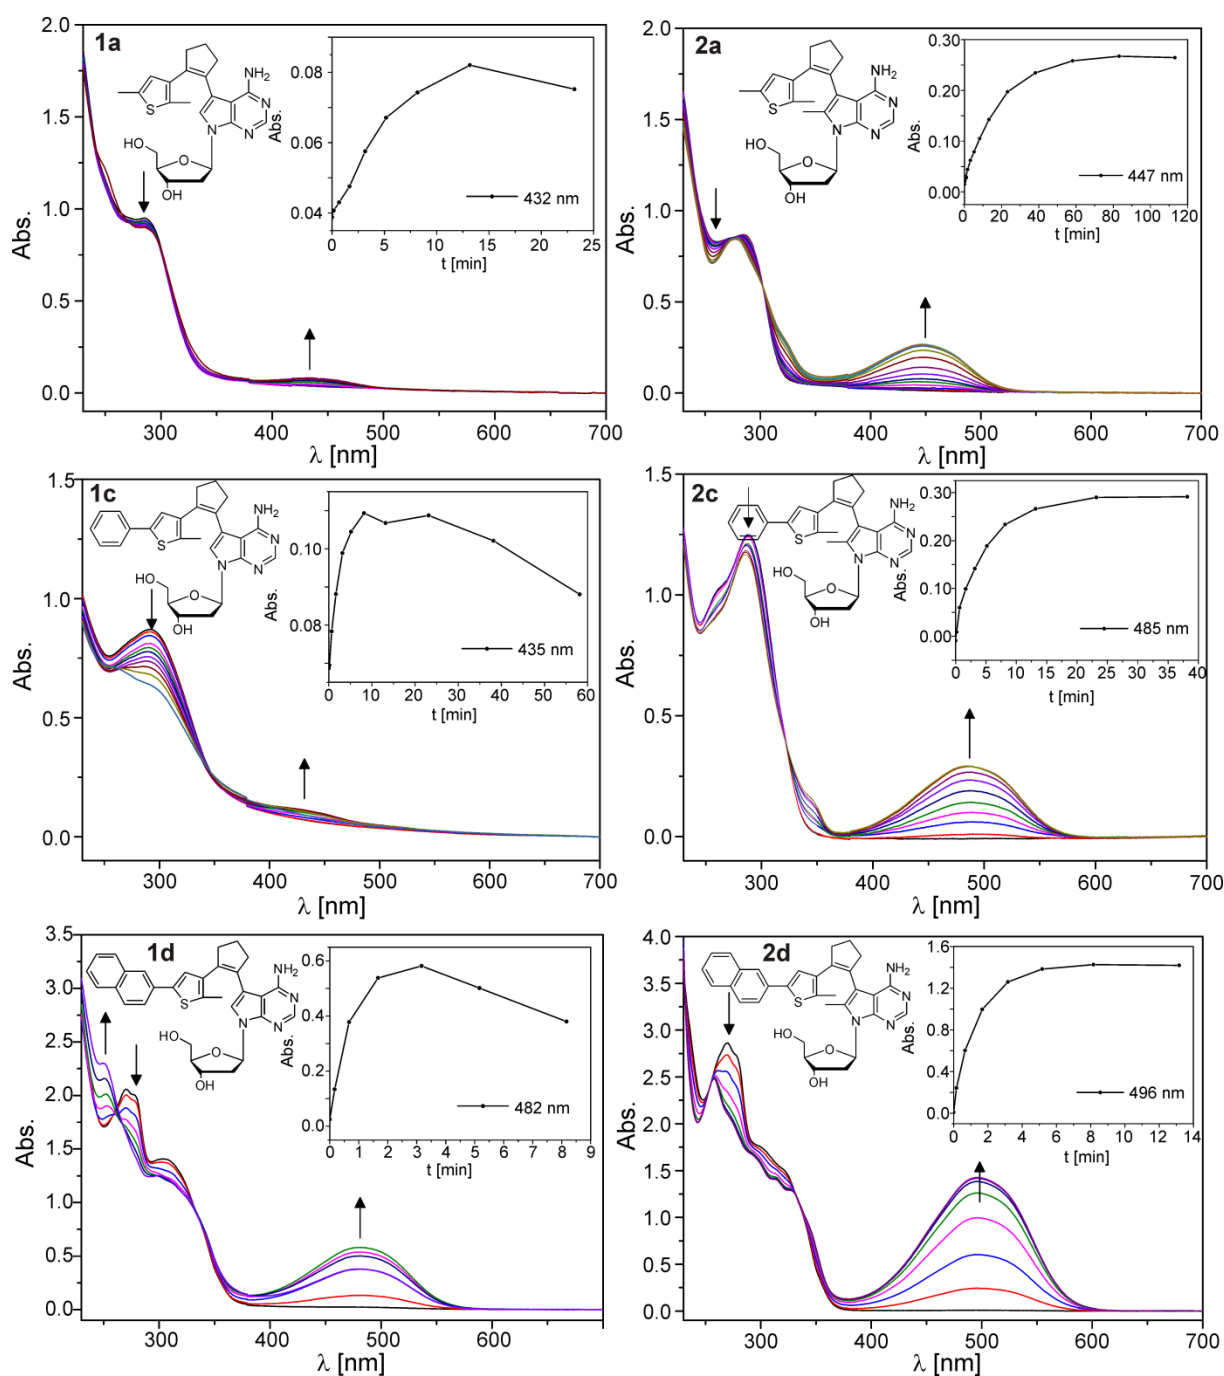 1a
Abs.
2.0
1.5
1.0
0.5
0.0
300 400 500 600 700
λ [nm]
NH₂
N
N
N
S
HO
O
OH
Abs.
0.08
0.06
0.04
0 5 10 15 20 25
t [min]
432 nm
2a
Abs.
2.0
1.5
1.0
0.5
0.0
300 400 500 600 700
λ [nm]
NH₂
N
N
N
S
HO
O
OH
Abs.
0.30
0.20
0.10
0.00
0 20 40 60 80 100 120
t [min]
447 nm
1c
Abs.
1.5
1.0
0.5
0.0
300 400 500 600 700
λ [nm]
NH₂
N
N
N
S
HO
O
OH
Abs.
0.10
0.08
0 10 20 30 40 50 60
t [min]
435 nm
2c
Abs.
1.5
1.0
0.5
0.0
300 400 500 600 700
λ [nm]
NH₂
N
N
N
S
HO
O
OH
Abs.
0.30
0.20
0.10
0.00
0 5 10 15 20 25 30 35 40
t [min]
485 nm
1d
Abs.
3.5
3.0
2.5
2.0
1.5
1.0
0.5
0.0
300 400 500 600 700
λ [nm]
NH₂
N
N
N
S
HO
O
OH
Abs.
0.6
0.4
0.2
0.0
0 1 2 3 4 5 6 7 8 9
t [min]
482 nm
2d
Abs.
4.0
3.5
3.0
2.5
2.0
1.5
1.0
0.5
0.0
300 400 500 600 700
λ [nm]
NH₂
N
N
N
S
HO
O
OH
Abs.
1.6
1.4
1.2
1.0
0.8
0.6
0.4
0.2
0.0
0 2 4 6 8 10 12 14
t [min]
496 nm